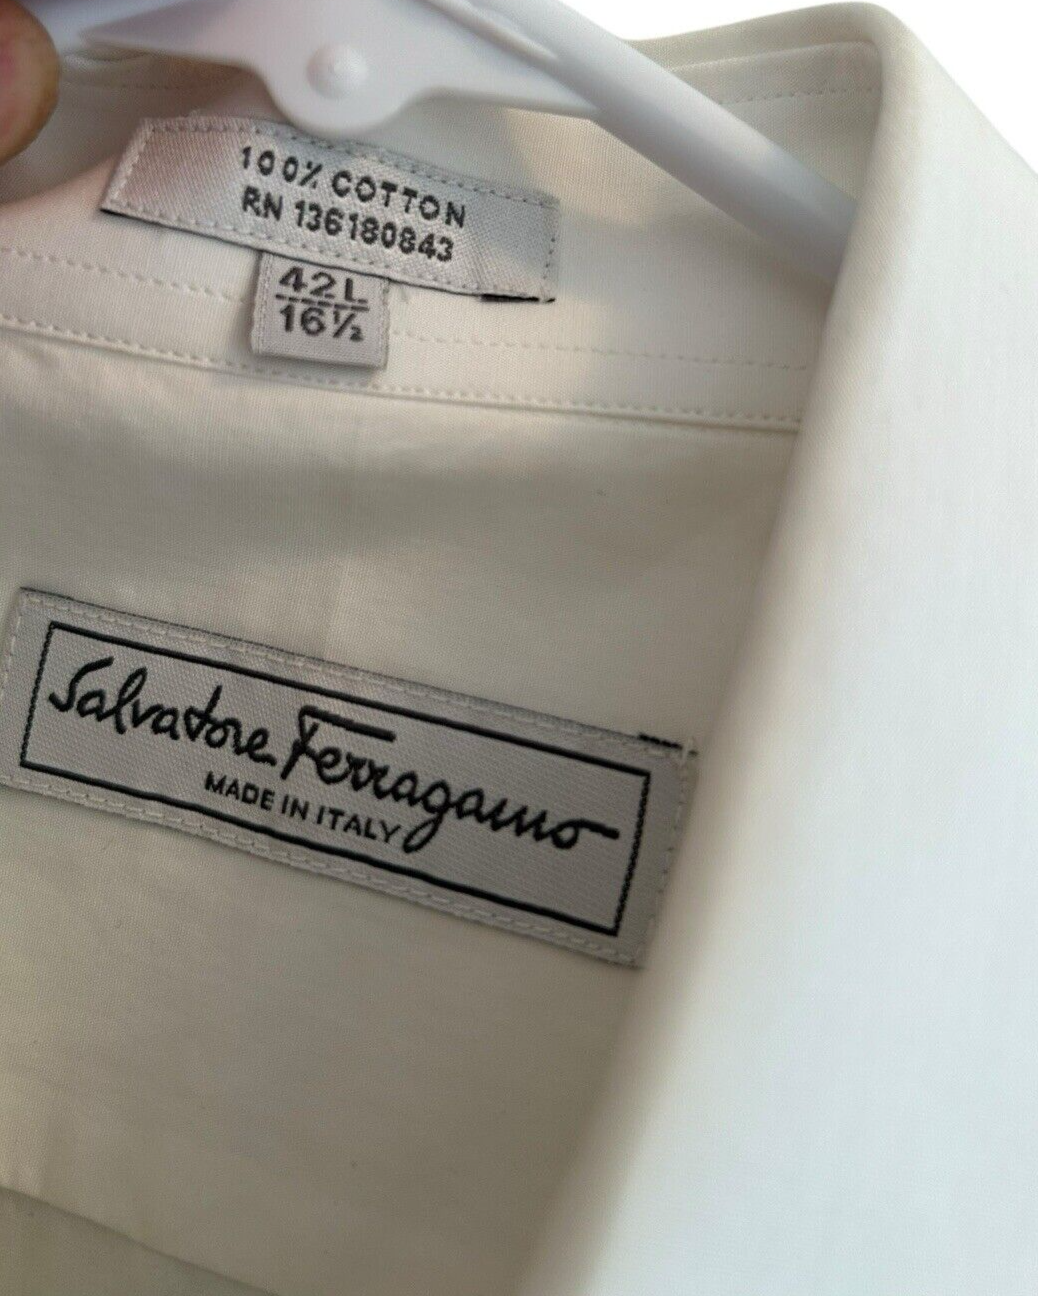 100% COTTON
RN 136180843
42L
16½
Salvatore Ferragamo
MADE IN ITALY